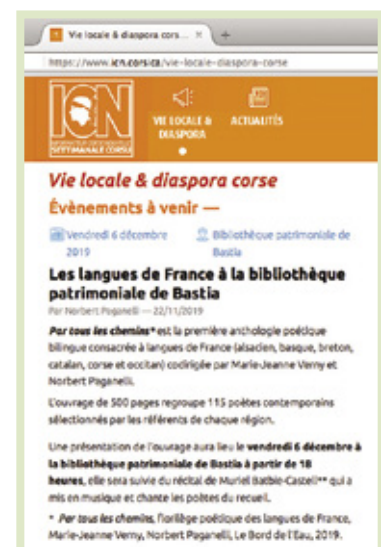 Vie locale & diaspora cors... ×
https://www.icn.corsica/vie-locale-diaspora-corse
ICN
SETTIMANALE CORSU
VIE LOCALE &
DIASPORA
ACTUALITÉS
Vie locale & diaspora corse
Évènements à venir —
Vendredi 6 décembre
2019
Bibliothèque patrimoniale de
Bastia
Les langues de France à la bibliothèque
patrimoniale de Bastia
Par Norbert Paganelli — 22/11/2019
Par tous les chemins* est la première anthologie poétique
bilingue consacrée à langues de France (alsacien, basque, breton,
catalan, corse et occitan) codirigée par Marie-Jeanne Verny et
Norbert Paganelli.
L'ouvrage de 500 pages regroupe 115 poètes contemporains
sélectionnés par les référents de chaque région.
Une présentation de l'ouvrage aura lieu le vendredi 6 décembre à
la bibliothèque patrimoniale de Bastia à partir de 18
heures, elle sera suivie du récital de Muriel Batbie-Castell** qui a
mis en musique et chante les poètes du recueil.
* Par tous les chemins, florilège poétique des langues de France,
Marie-Jeanne Verny, Norbert Paganelli, Le Bord de l'Eau, 2019.